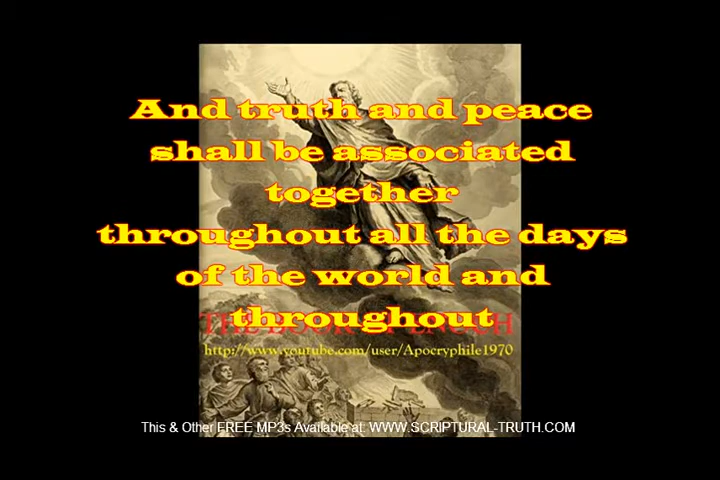 And truth and peace
shall be associated
together
throughout all the days
of the world and
throughout
THE BOOK OF ENOCH
http://www.youtube.com/user/Apocryphile1970
This & Other FREE MP3s Available at: WWW.SCRIPTURAL-TRUTH.COM